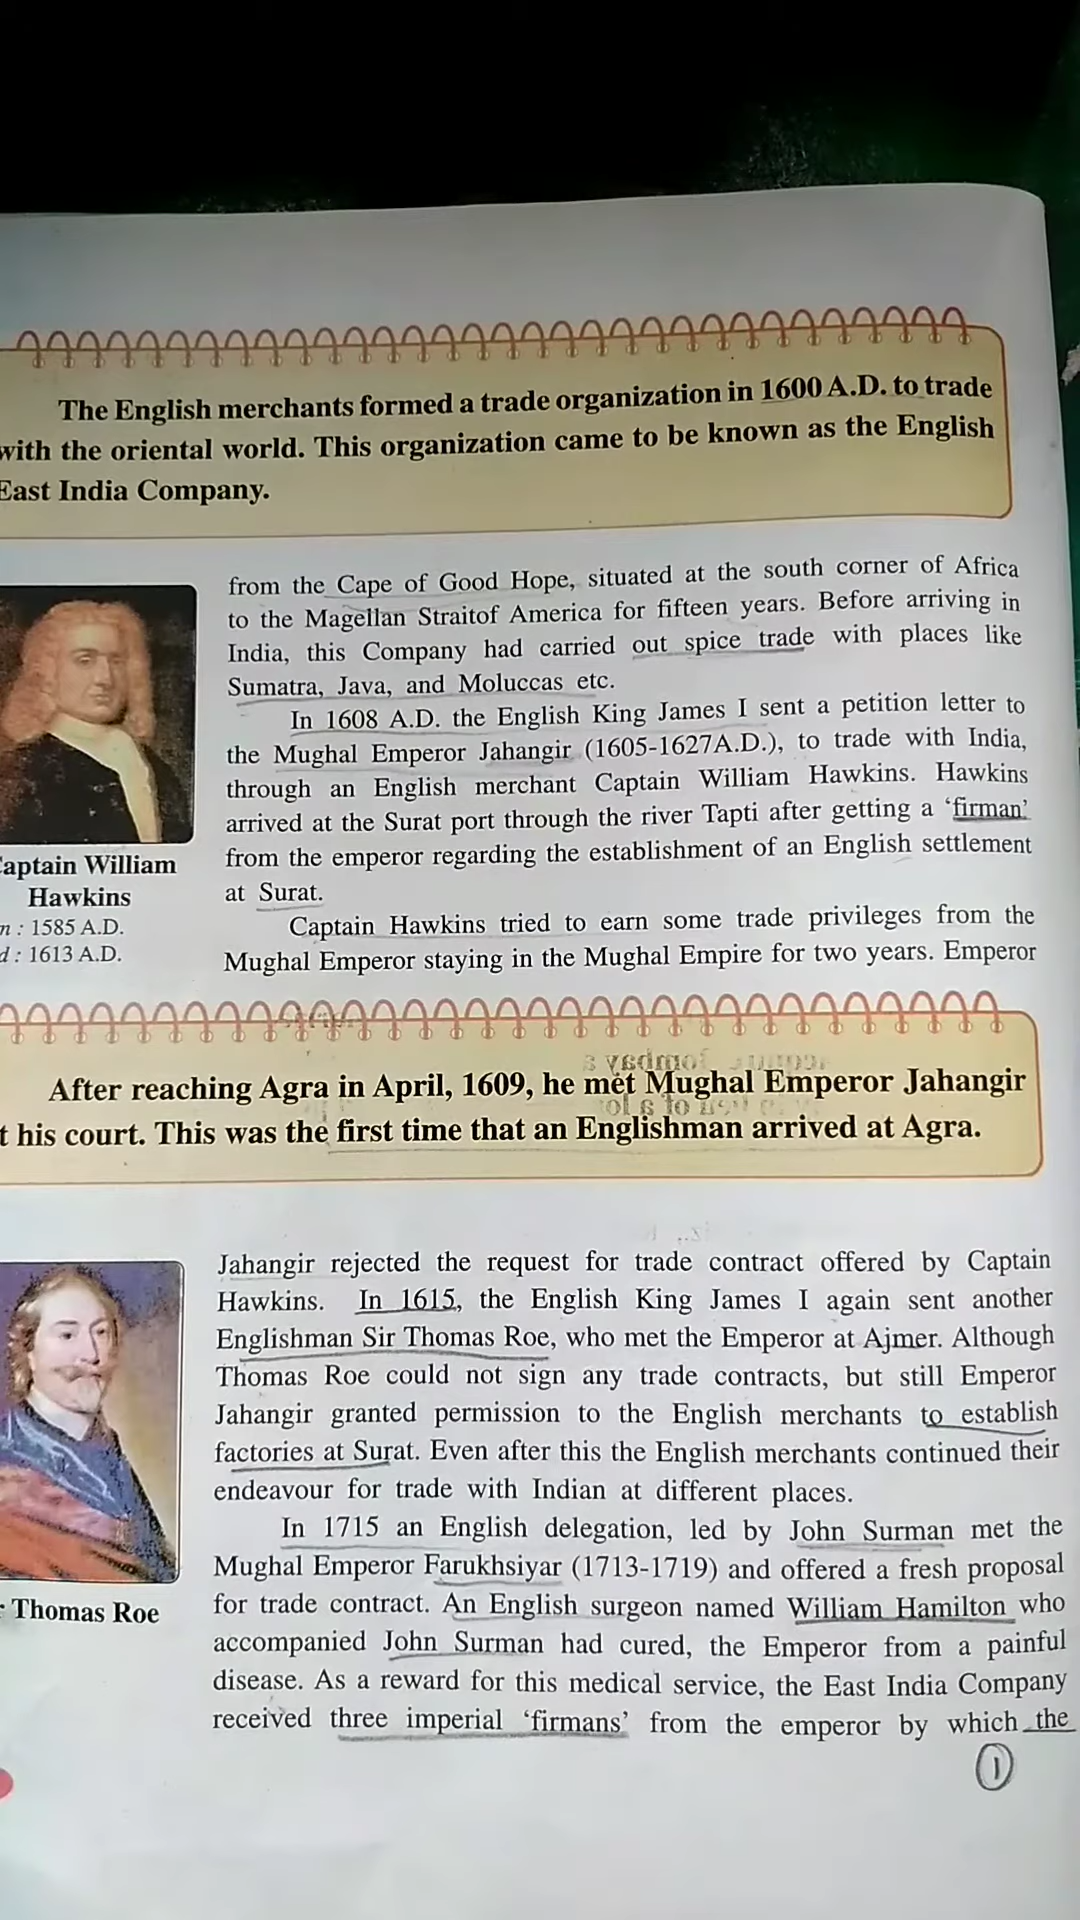 The English merchants formed a trade organization in 1600 A.D. to trade
with the oriental world. This organization came to be known as the English
East India Company.
from the Cape of Good Hope, situated at the south corner of Africa
to the Magellan Straitof America for fifteen years. Before arriving in
India, this Company had carried out spice trade with places like
Sumatra, Java, and Moluccas etc.
In 1608 A.D. the English King James I sent a petition letter to
the Mughal Emperor Jahangir (1605-1627A.D.), to trade with India,
through an English merchant Captain William Hawkins. Hawkins
arrived at the Surat port through the river Tapti after getting a ‘firman’
from the emperor regarding the establishment of an English settlement
at Surat.
Captain Hawkins tried to earn some trade privileges from the
Mughal Emperor staying in the Mughal Empire for two years. Emperor
Captain William
Hawkins
n : 1585 A.D.
d : 1613 A.D.
After reaching Agra in April, 1609, he met Mughal Emperor Jahangir
t his court. This was the first time that an Englishman arrived at Agra.
Jahangir rejected the request for trade contract offered by Captain
Hawkins. In 1615, the English King James I again sent another
Englishman Sir Thomas Roe, who met the Emperor at Ajmer. Although
Thomas Roe could not sign any trade contracts, but still Emperor
Jahangir granted permission to the English merchants to establish
factories at Surat. Even after this the English merchants continued their
endeavour for trade with Indian at different places.
In 1715 an English delegation, led by John Surman met the
Mughal Emperor Farukhsiyar (1713-1719) and offered a fresh proposal
for trade contract. An English surgeon named William Hamilton who
accompanied John Surman had cured, the Emperor from a painful
disease. As a reward for this medical service, the East India Company
received three imperial ‘firmans’ from the emperor by which the
r Thomas Roe
1